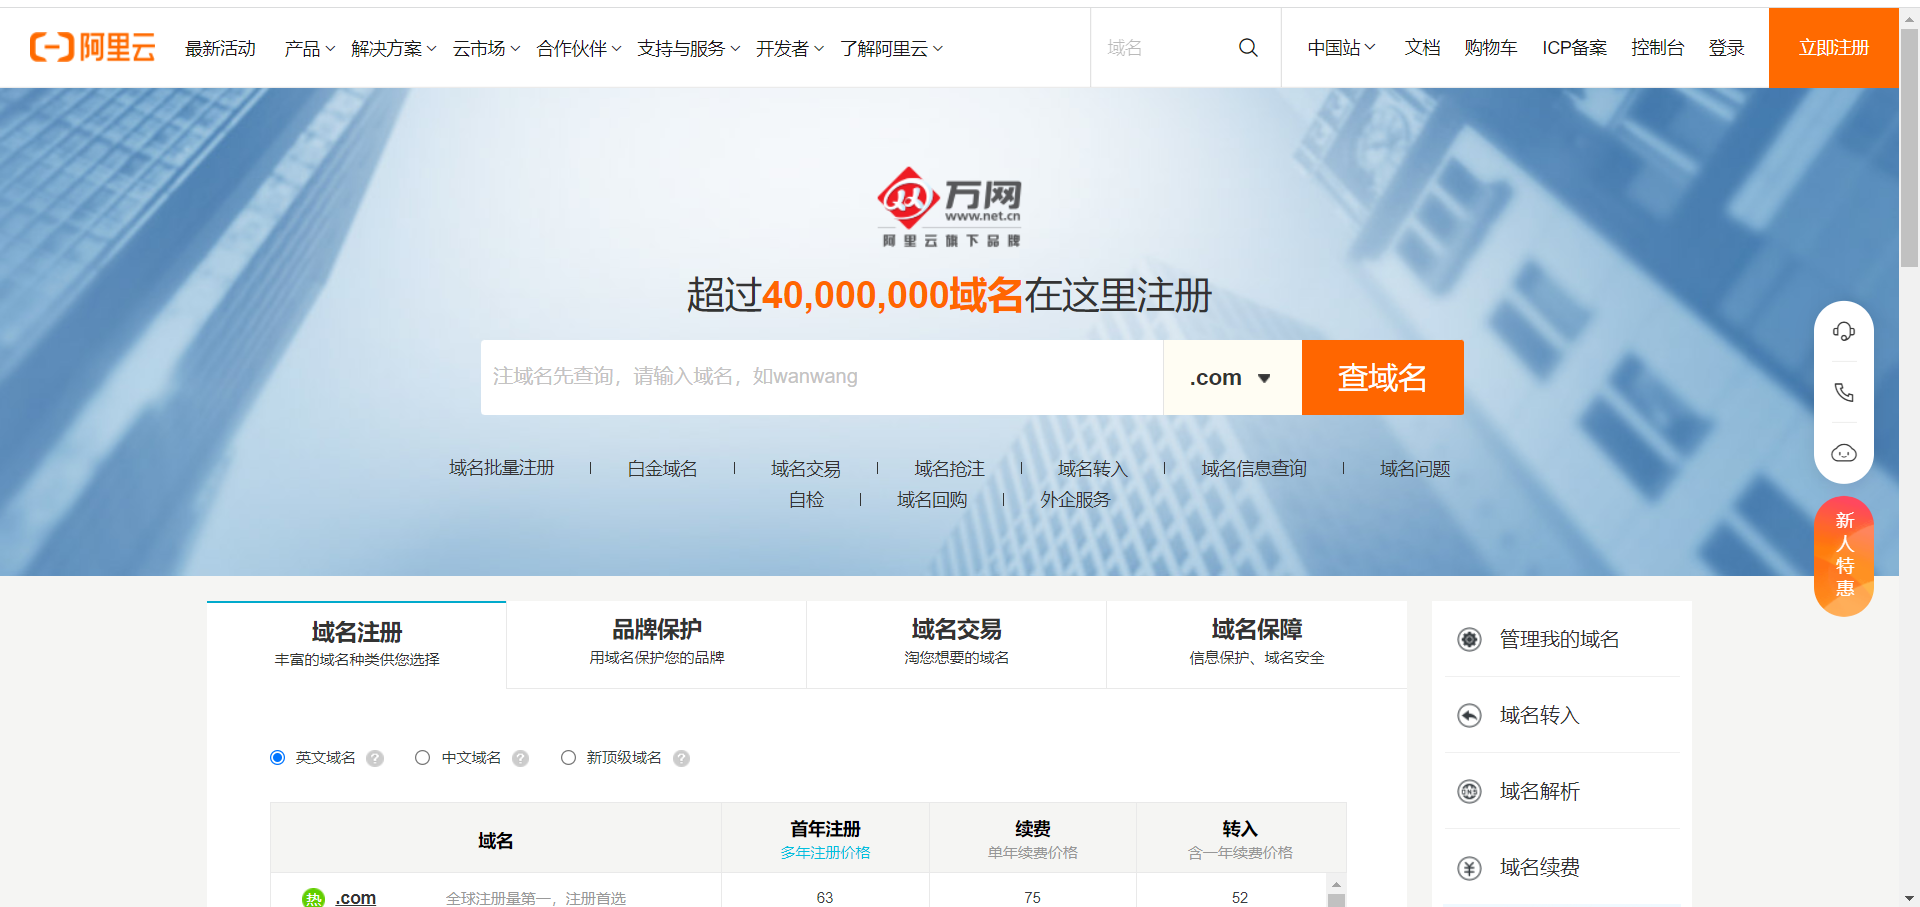 阿里云 最新活动 产品 解决方案 云市场 合作伙伴 支持与服务 开发者 了解阿里云 域名 中国站 文档 购物车 ICP备案 控制台 登录 立即注册
万网
www.net.cn
阿里云旗下品牌
超过40,000,000域名在这里注册
注域名先查询，请输入域名，如wanwang .com 查域名
域名批量注册 白金域名 域名交易 域名抢注 域名转入 域名信息查询 域名问题
自检 域名回购 外企服务
新人特惠
域名注册 品牌保护 域名交易 域名保障
丰富的域名种类供您选择 用域名保护您的品牌 淘您想要的域名 信息保护、域名安全
管理我的域名
域名转入
域名解析
域名续费
英文域名 ? 中文域名 ? 新顶级域名 ?
域名 首年注册 续费 转入
多年注册价格 单年续费价格 含一年续费价格
热 .com 全球注册量第一，注册首选 63 75 52